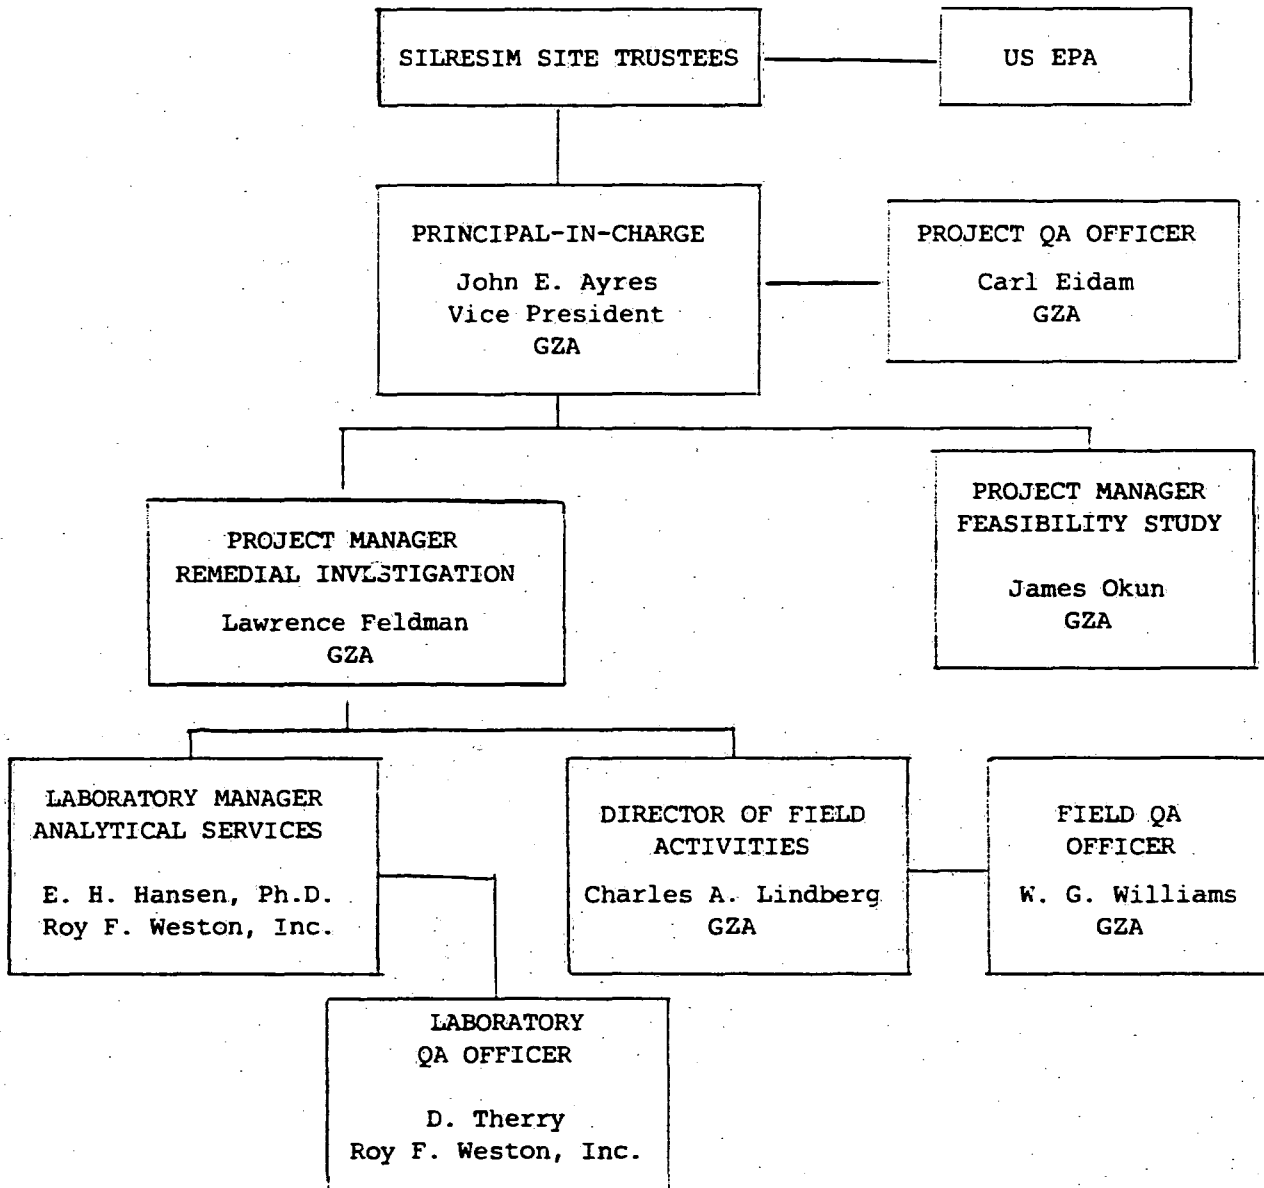 SILRESIM SITE TRUSTEES
US EPA
PRINCIPAL-IN-CHARGE
John E. Ayres
Vice President
GZA
PROJECT QA OFFICER
Carl Eidam
GZA
PROJECT MANAGER
REMEDIAL INVESTIGATION
Lawrence Feldman
GZA
PROJECT MANAGER
FEASIBILITY STUDY
James Okun
GZA
LABORATORY MANAGER
ANALYTICAL SERVICES
E. H. Hansen, Ph.D.
Roy F. Weston, Inc.
DIRECTOR OF FIELD
ACTIVITIES
Charles A. Lindberg
GZA
FIELD QA
OFFICER
W. G. Williams
GZA
LABORATORY
QA OFFICER
D. Therry
Roy F. Weston, Inc.